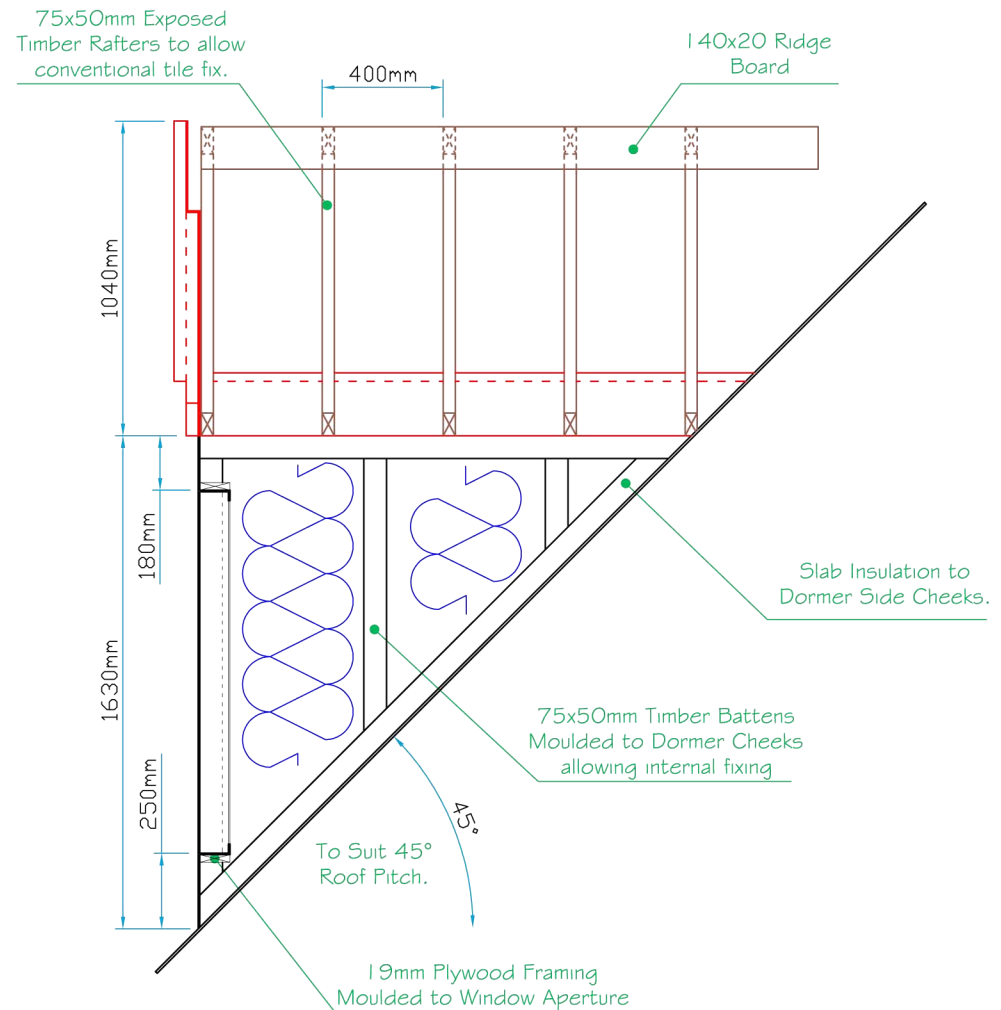 75x50mm Exposed
Timber Rafters to allow
conventional tile fix.
400mm
140x20 Ridge
Board
1040mm
180mm
1630mm
250mm
Slab Insulation to
Dormer Side Cheeks.
75x50mm Timber Battens
Moulded to Dormer Cheeks
allowing internal fixing
45°
To Suit 45°
Roof Pitch.
19mm Plywood Framing
Moulded to Window Aperture